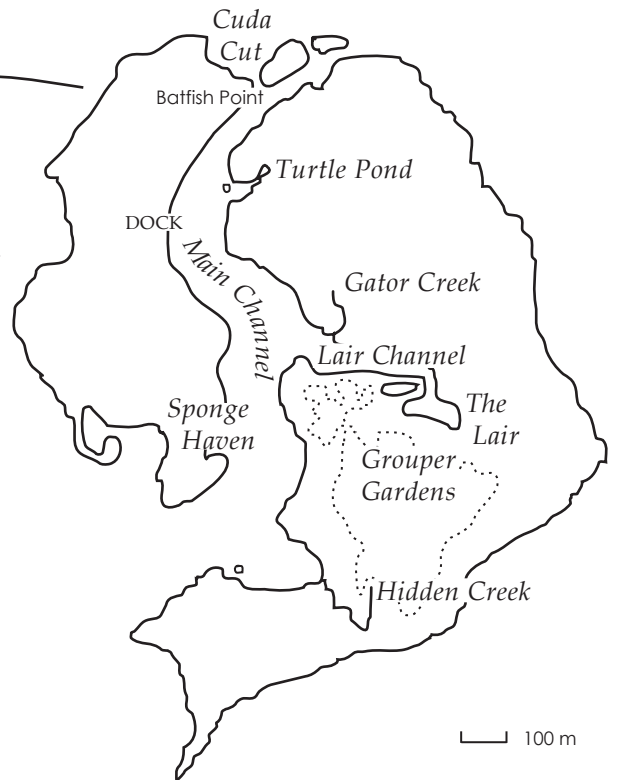 Cuda
Cut
Batfish Point
Turtle Pond
DOCK
Main Channel
Gator Creek
Lair Channel
The
Lair
Sponge
Haven
Grouper
Gardens
Hidden Creek
100 m